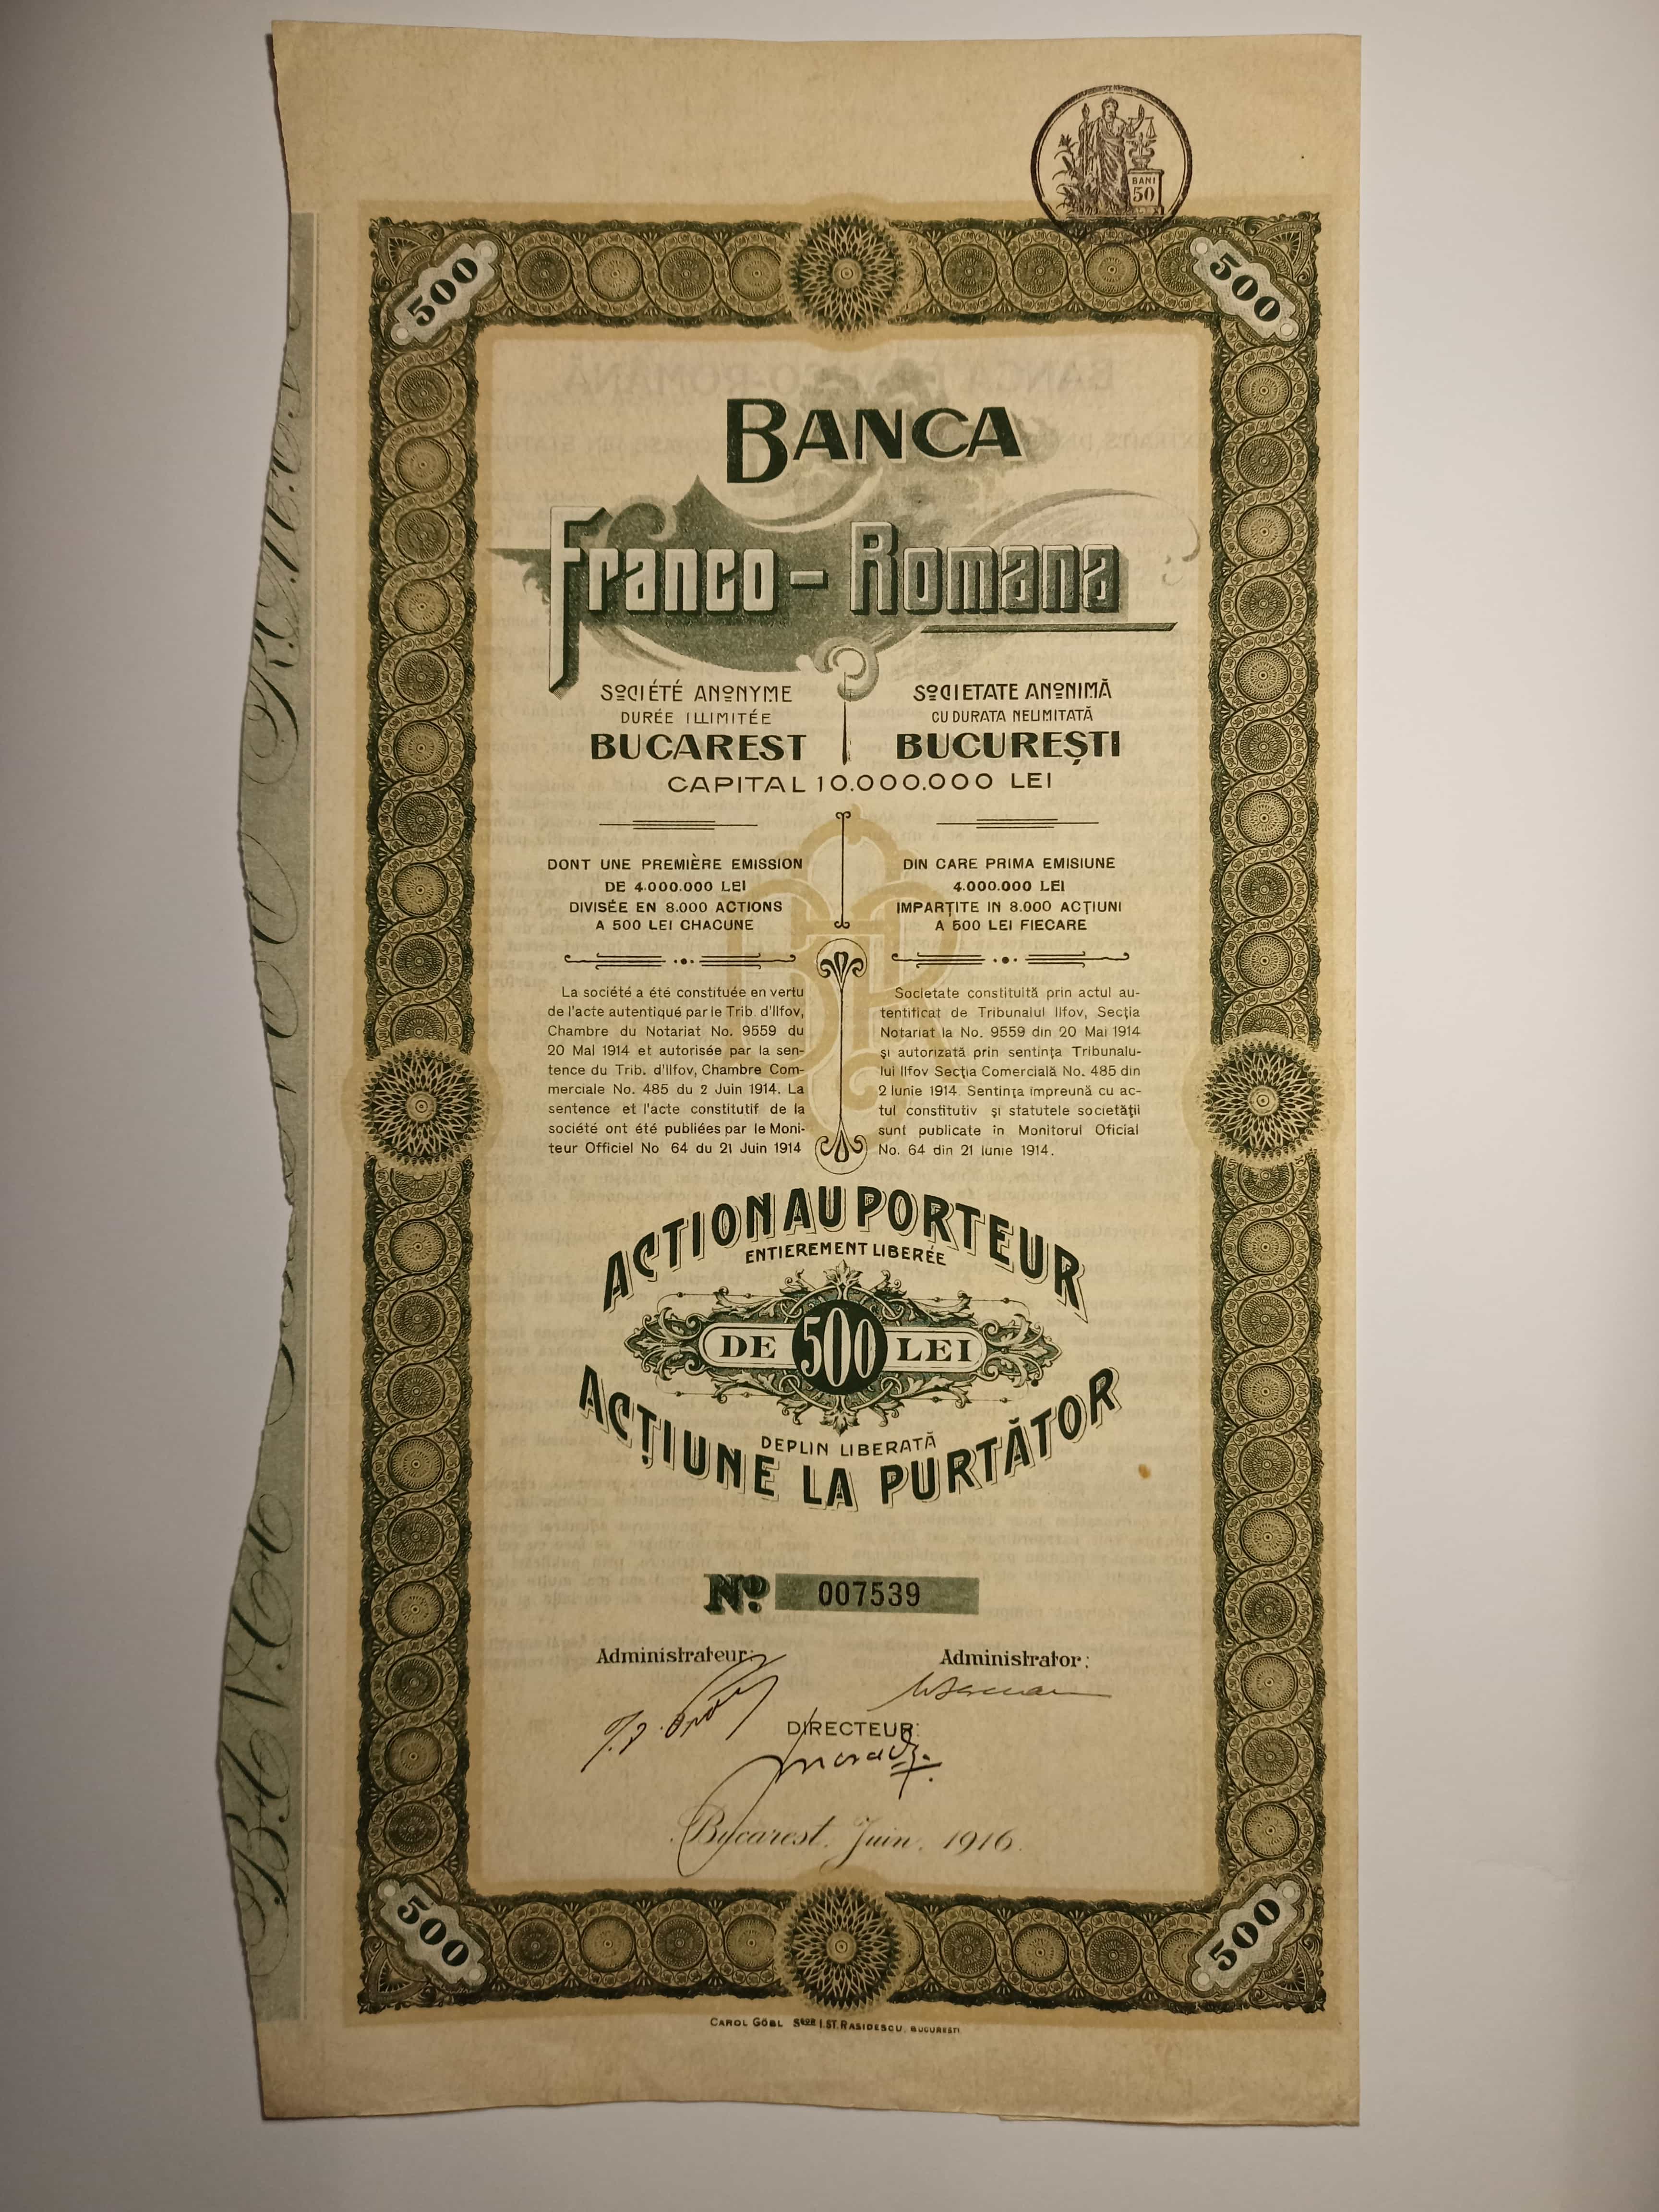 BANI
50
500
500
BANCA
Franco - Romana
SOCIÉTÉ ANONYME
DURÉE ILLIMITÉE
BUCAREST
SOCIETATE ANONIMĂ
CU DURATA NELIMITATĂ
BUCUREȘTI
CAPITAL 10.000.000 LEI
DONT UNE PREMIÈRE EMISSION
DE 4.000.000 LEI
DIVISÉE EN 8.000 ACTIONS
A 500 LEI CHACUNE
DIN CARE PRIMA EMISIUNE
4.000.000 LEI
IMPARȚITE IN 8.000 ACȚIUNI
A 500 LEI FIECARE
La société a été constituée en vertu
de l'acte autentiqué par le Trib. d'Ilfov,
Chambre du Notariat No. 9559 du
20 Mai 1914 et autorisée par la sen-
tence du Trib. d'Ilfov, Chambre Com-
merciale No. 485 du 2 Juin 1914. La
sentence et l'acte constitutif de la
société ont été publiées par le Moni-
teur Officiel No 64 du 21 Juin 1914
Societate constituită prin actul au-
tentificat de Tribunalul Ilfov, Secția
Notariat la No. 9559 din 20 Mai 1914
și autorizată prin sentința Tribunalu-
lui Ilfov Secția Comercială No. 485 din
2 Iunie 1914. Sentința împreună cu ac-
tul constitutiv și statutele societății
sunt publicate în Monitorul Oficial
No. 64 din 21 Iunie 1914.
ACTION AU PORTEUR
ENTIEREMENT LIBERÉE
DE 500 LEI
DEPLIN LIBERATĂ
ACȚIUNE LA PURTĂTOR
No. 007539
Administrateur:
Administrator:
DIRECTEUR:
Bucarest, Juin, 1916.
500
500
CAROL GÖBL Sсor I. ST. RASIDESCU, BUCUREȘTI